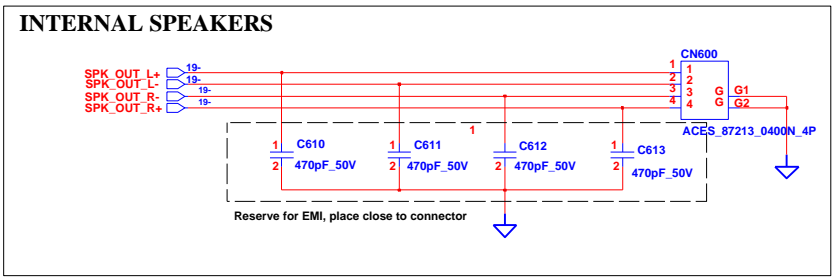 INTERNAL SPEAKERS
CN600
SPK_OUT_L+ 19- 1 1
SPK_OUT_L- 19- 2 2
SPK_OUT_R- 19- 3 3 G G1
SPK_OUT_R+ 19- 4 4 G G2
ACES_87213_0400N_4P
1
1 C610 1 C611 1 C612 1 C613
2 470pF_50V 2 470pF_50V 2 470pF_50V 2 470pF_50V
Reserve for EMI, place close to connector